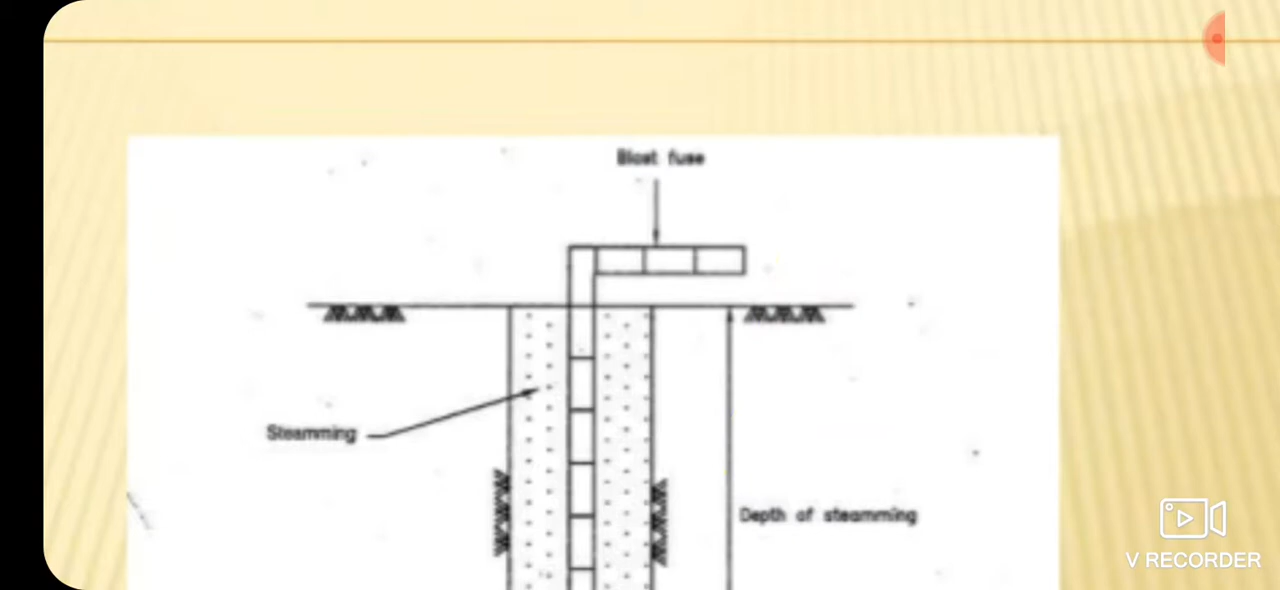 Blast fuse
Steamming
Depth of steamming
V RECORDER